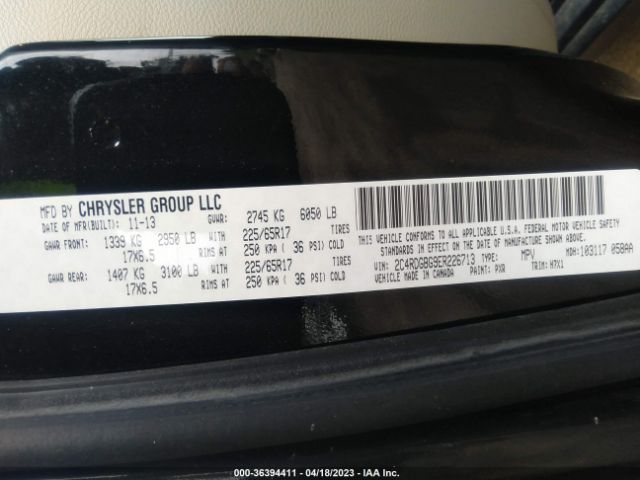 MFD BY CHRYSLER GROUP LLC
DATE OF MFR(BUILT): 11-13 GVWR: 2745 KG 6050 LB
GAWR FRONT: 1339 KG 2950 LB WITH 225/65R17 TIRES
17X6.5 RIMS AT 250 KPA ( 36 PSI) COLD
GAWR REAR: 1407 KG 3100 LB WITH 225/65R17 TIRES
17X6.5 RIMS AT 250 KPA ( 36 PSI) COLD
THIS VEHICLE CONFORMS TO ALL APPLICABLE U.S.A. FEDERAL MOTOR VEHICLE SAFETY
STANDARDS IN EFFECT ON THE DATE OF MANUFACTURE SHOWN ABOVE.
VIN: 2C4RDGBG9ER226713 TYPE: MPV MDH: 103117 058AA
VEHICLE MADE IN CANADA PAINT: PXR TRIM: H7X1
000-36394411 - 04/18/2023 - IAA Inc.